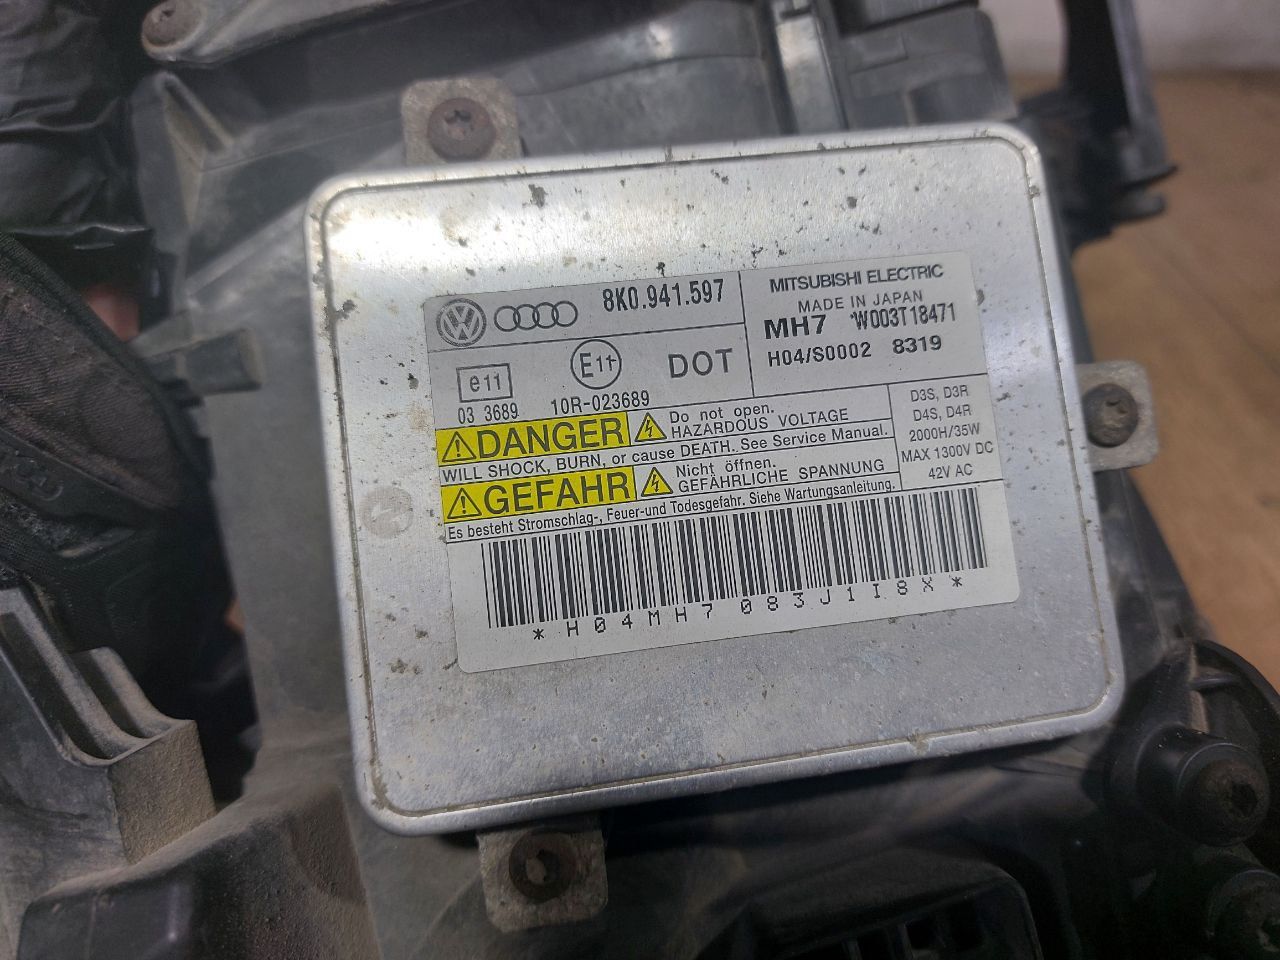 8K0.941.597
MITSUBISHI ELECTRIC
MADE IN JAPAN
MH7 W003T18471
H04/S0002 8319
e11 E11 DOT
03 3689 10R-023689
DANGER Do not open.
HAZARDOUS VOLTAGE
WILL SHOCK, BURN, or cause DEATH. See Service Manual.
GEFAHR Nicht öffnen.
GEFÄHRLICHE SPANNUNG
Es besteht Stromschlag-, Feuer-und Todesgefahr. Siehe Wartungsanleitung.
D3S, D3R
D4S, D4R
2000H/35W
MAX 1300V DC
42V AC
*H04MH7083J1I8X*